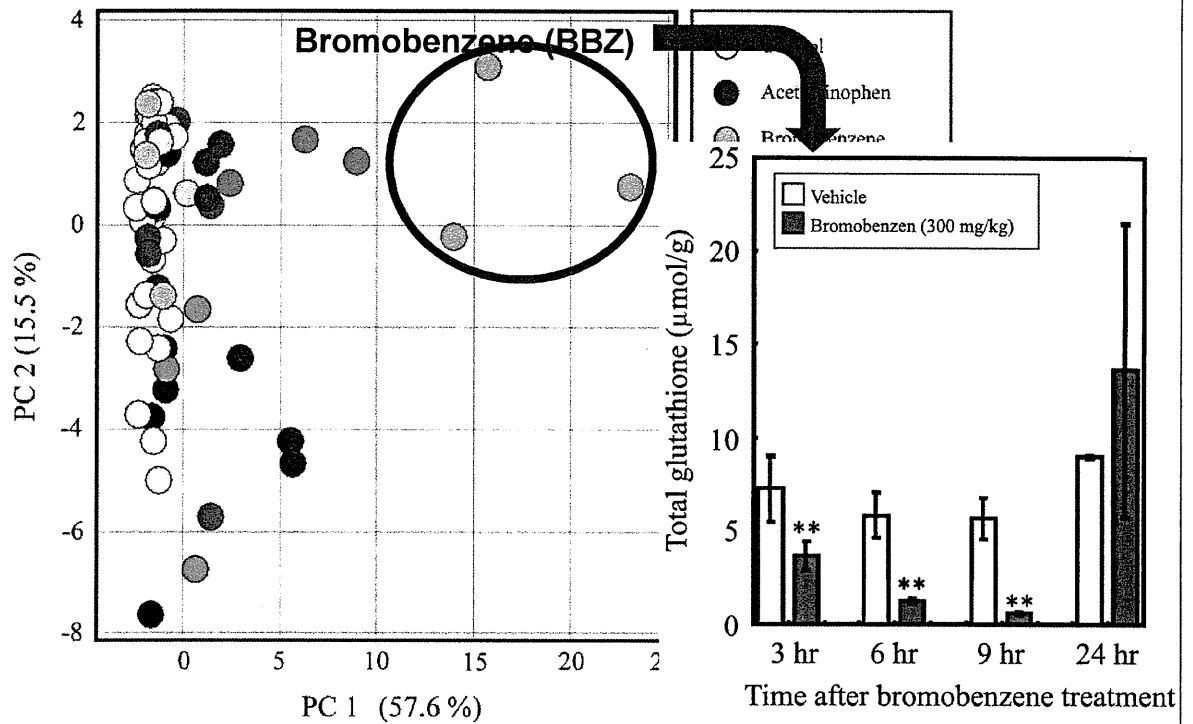 Bromobenzene (BBZ)
4
2
0
-2
-4
-6
-8
0
5
10
15
20
2
PC 2 (15.5 %)
PC 1 (57.6 %)
25
20
15
10
5
0
Vehicle
Bromobenzen (300 mg/kg)
**
**
**
Total glutathione (μmol/g)
3 hr 6 hr 9 hr 24 hr
Time after bromobenzene treatment